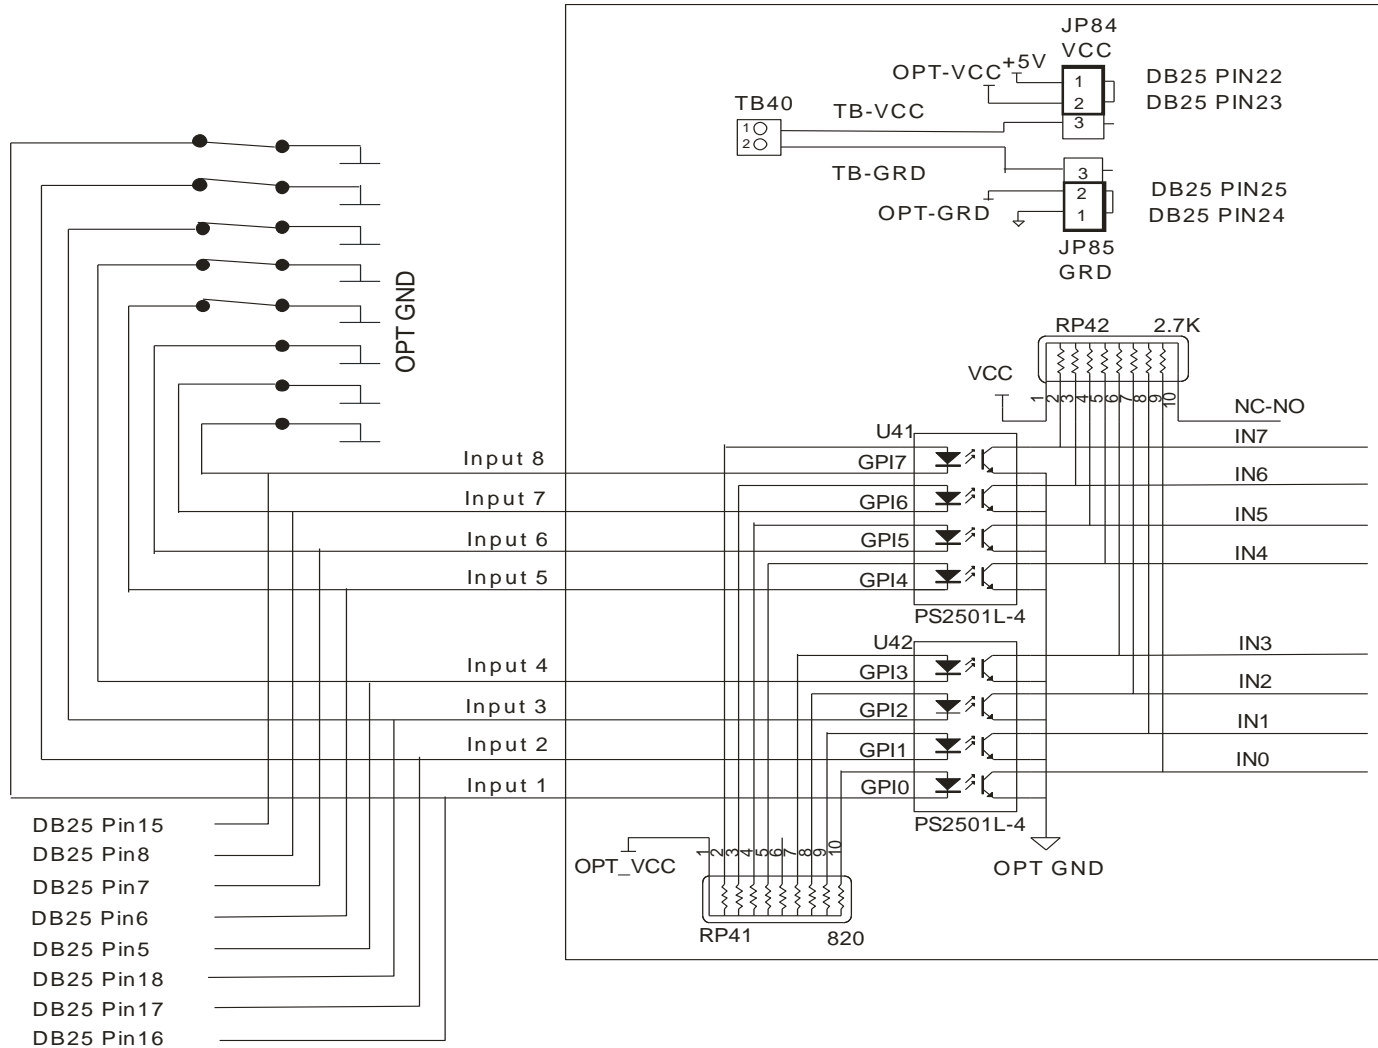 JP84
VCC
OPT-VCC
+5V
1
2
3
DB25 PIN22
DB25 PIN23
TB40
1
2
TB-VCC
TB-GRD
3
2
1
OPT-GRD
DB25 PIN25
DB25 PIN24
JP85
GRD
OPT GND
RP42
2.7K
VCC
1
2
3
4
5
6
7
8
9
10
NC-NO
U41
Input 8
GPI7
IN7
Input 7
GPI6
IN6
Input 6
GPI5
IN5
Input 5
GPI4
IN4
PS2501L-4
U42
Input 4
GPI3
IN3
Input 3
GPI2
IN2
Input 2
GPI1
IN1
Input 1
GPI0
IN0
PS2501L-4
OPT GND
OPT_VCC
1
2
3
4
5
6
7
8
9
10
RP41
820
DB25 Pin15
DB25 Pin8
DB25 Pin7
DB25 Pin6
DB25 Pin5
DB25 Pin18
DB25 Pin17
DB25 Pin16